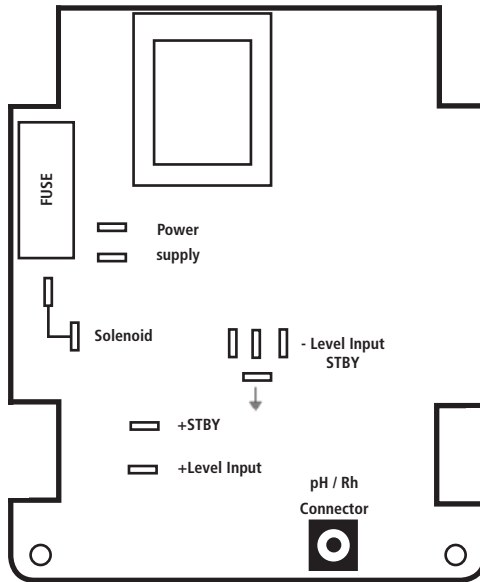 FUSE
Power
supply
Solenoid
- Level Input
STBY
+STBY
+Level Input
pH / Rh
Connector